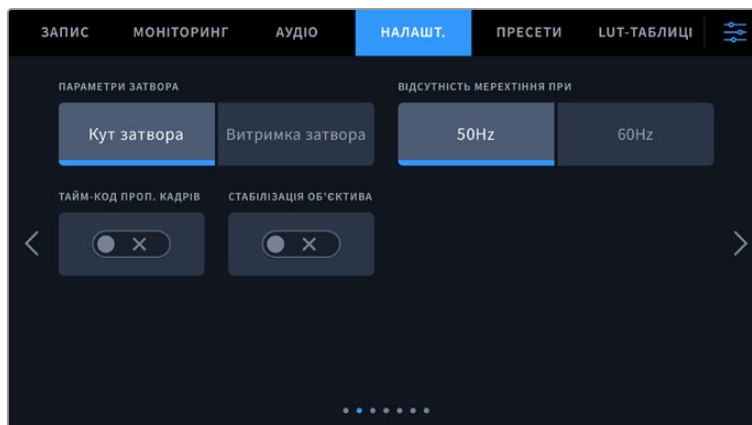 ЗАПИС МОНІТОРИНГ АУДІО НАЛАШТ. ПРЕСЕТИ LUT-ТАБЛИЦІ
ПАРАМЕТРИ ЗАТВОРА ВІДСУТНІСТЬ МЕРЕХТІННЯ ПРИ
Кут затвора Витримка затвора 50Hz 60Hz
ТАЙМ-КОД ПРОП. КАДРІВ СТАБІЛІЗАЦІЯ ОБ'ЄКТИВА